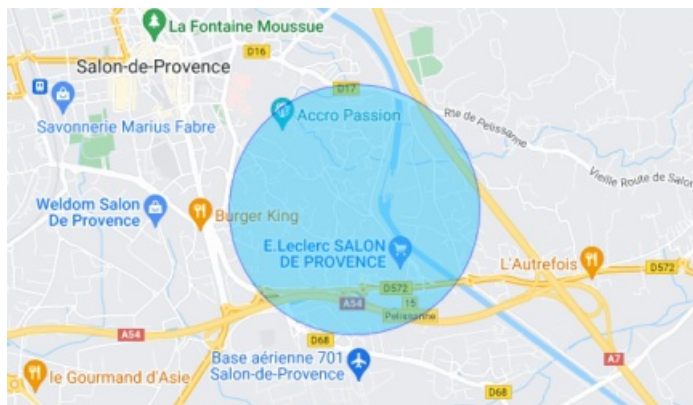 La Fontaine Moussue
D16
Salon-de-Provence
D17
Savonnerie Marius Fabre
Accro Passion
Rte de Pelissanne
Vieille Route de Salon
Weldom Salon
De Provence
Burger King
E.Leclerc SALON
DE PROVENCE
L'Autrefois
D572
D572
A54
15
Pelissanne
A54
D68
Base aérienne 701
Salon-de-Provence
A7
le Gourmand d'Asie
D68